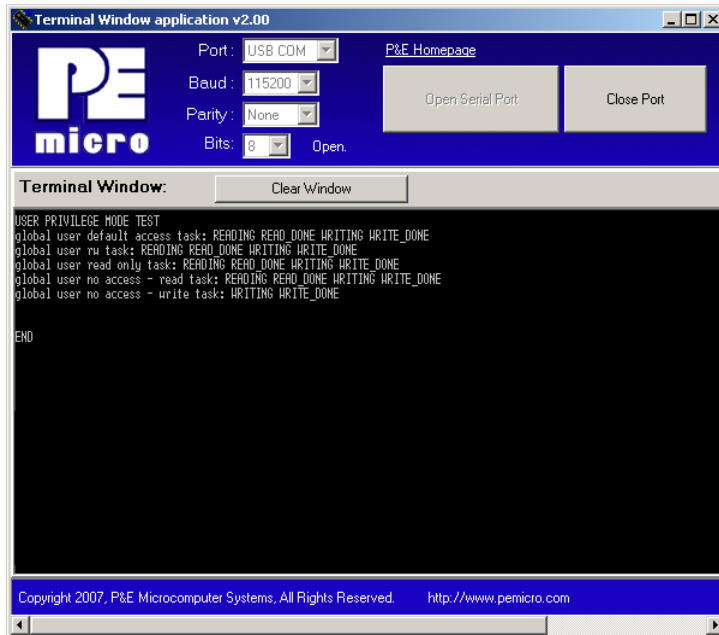 Terminal Window application v2.00
PE
micro
Port: USB COM
Baud: 115200
Parity: None
Bits: 8 Open.
P&E Homepage
Open Serial Port
Close Port
Terminal Window:
Clear Window
USER PRIVILEGE MODE TEST
global user default access task: READING READ_DONE WRITING WRITE_DONE
global user rw task: READING READ_DONE WRITING WRITE_DONE
global user read only task: READING READ_DONE WRITING WRITE_DONE
global user no access - read task: READING READ_DONE WRITING WRITE_DONE
global user no access - write task: WRITING WRITE_DONE
END
Copyright 2007, P&E Microcomputer Systems, All Rights Reserved. http://www.pemicro.com